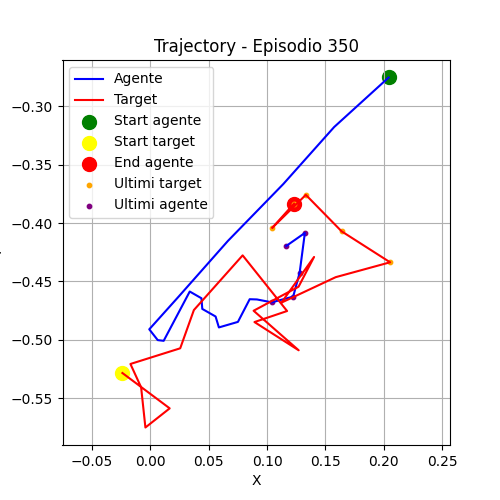 Trajectory - Episodio 350
Agente
Target
Start agente
Start target
End agente
Ultimi target
Ultimi agente
−0.30
−0.35
−0.40
−0.45
−0.50
−0.55
−0.05
0.00
0.05
0.10
0.15
0.20
0.25
X